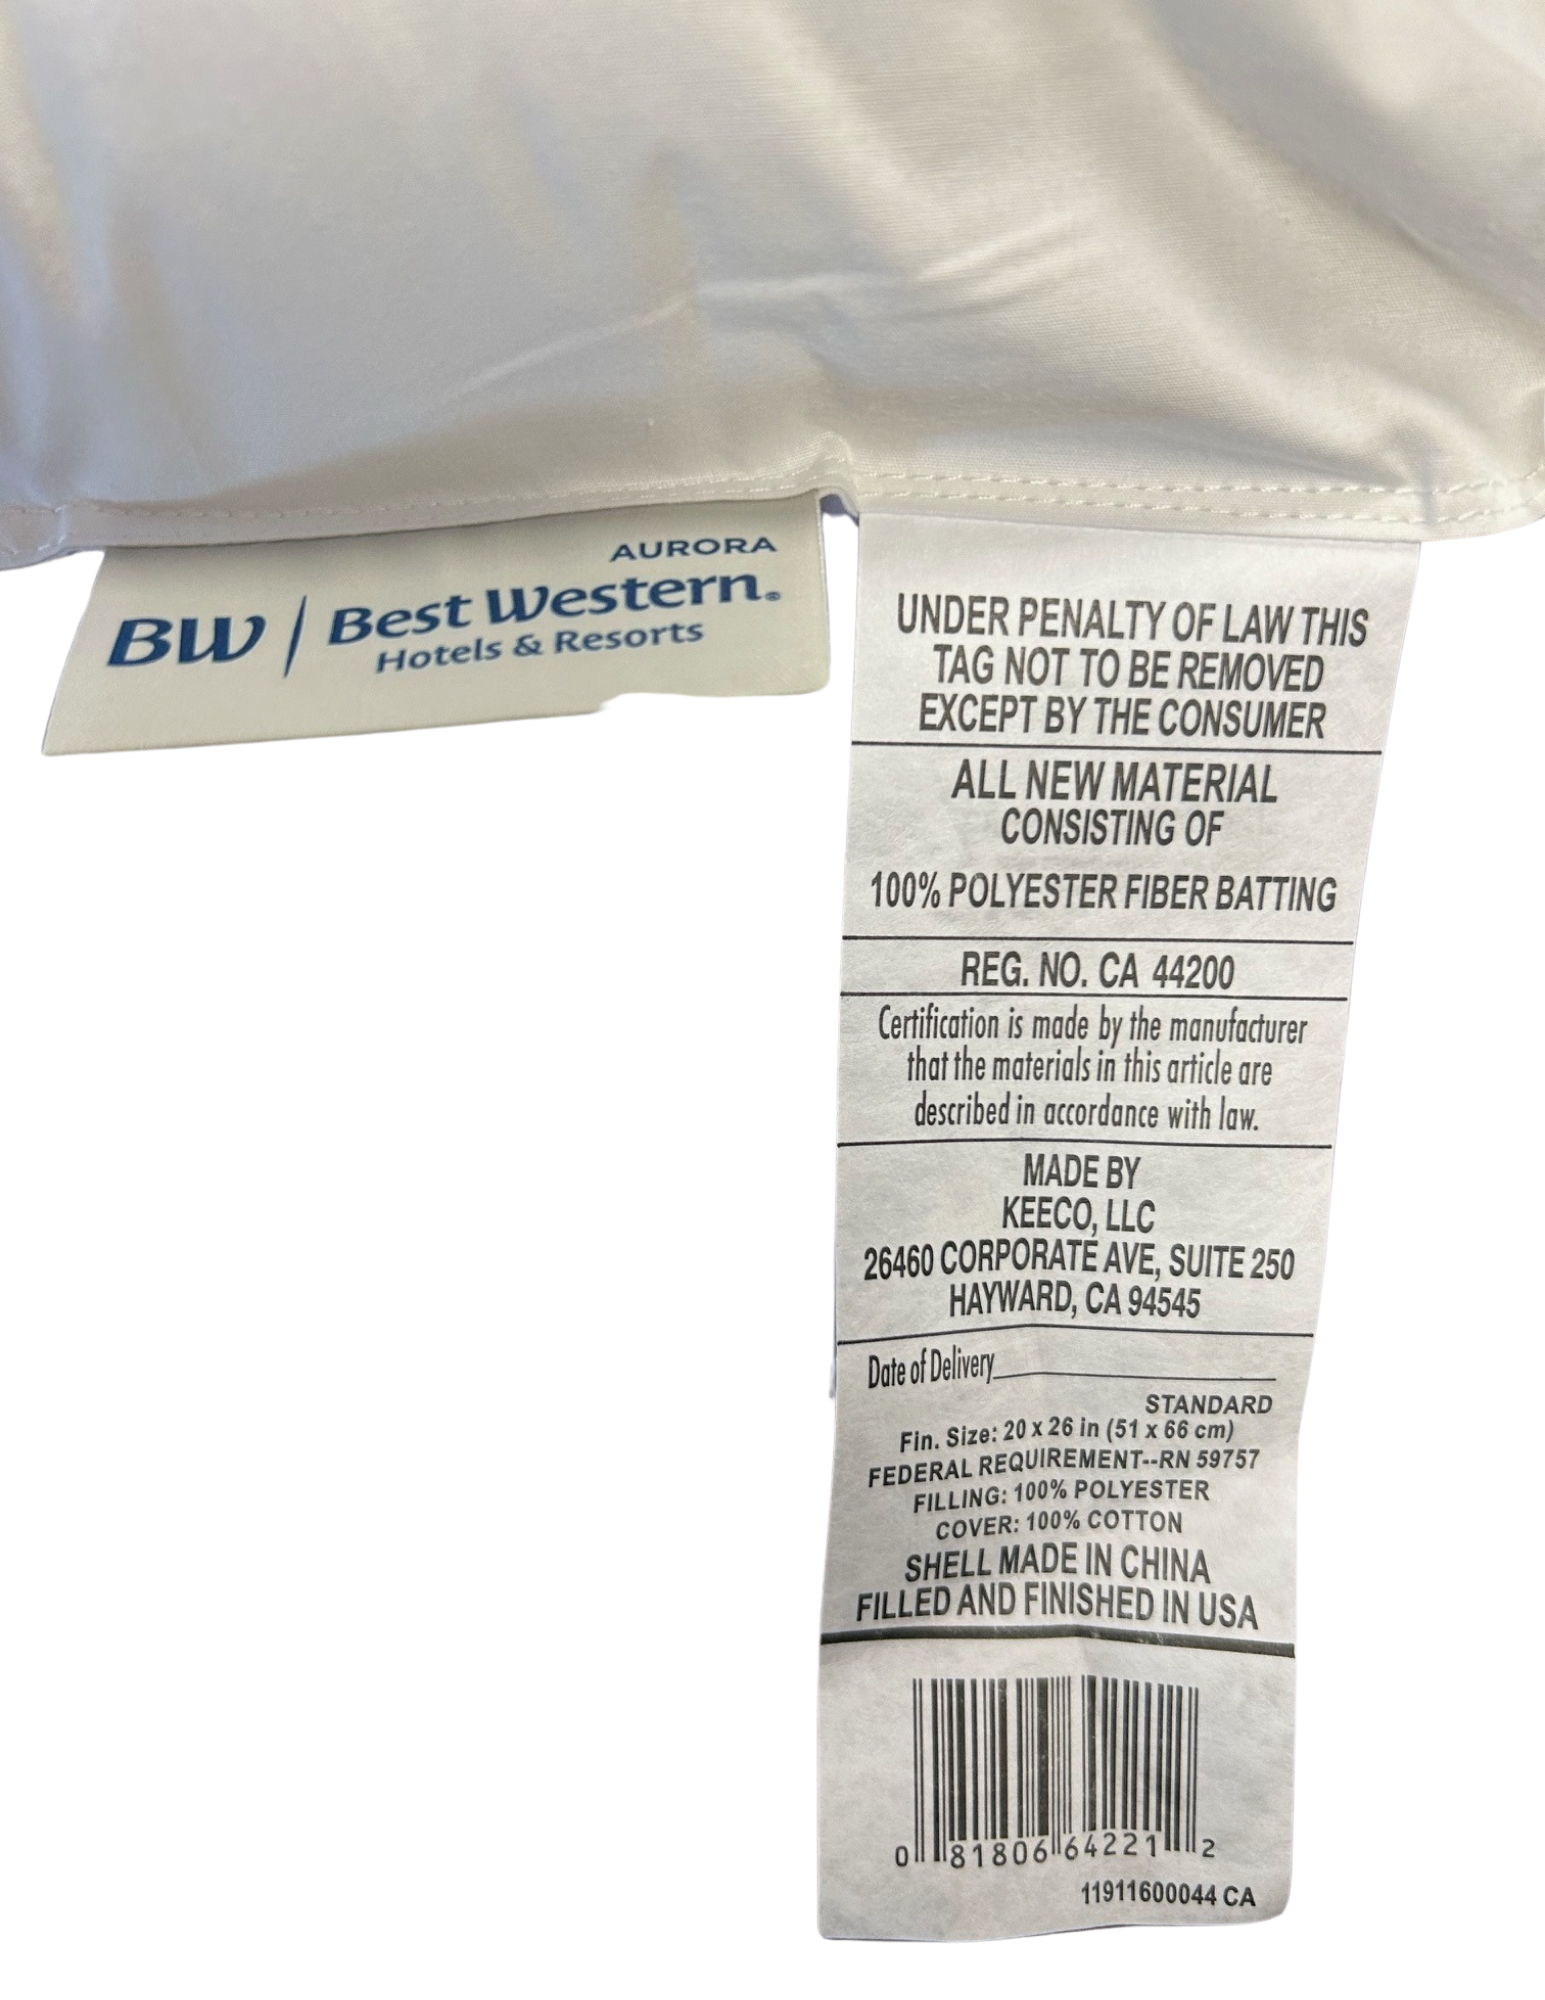 AURORA
BW | Best Western®
Hotels & Resorts
UNDER PENALTY OF LAW THIS
TAG NOT TO BE REMOVED
EXCEPT BY THE CONSUMER
ALL NEW MATERIAL
CONSISTING OF
100% POLYESTER FIBER BATTING
REG. NO. CA 44200
Certification is made by the manufacturer
that the materials in this article are
described in accordance with law.
MADE BY
KEECO, LLC
26460 CORPORATE AVE, SUITE 250
HAYWARD, CA 94545
Date of Delivery
STANDARD
Fin. Size: 20 x 26 in (51 x 66 cm)
FEDERAL REQUIREMENT--RN 59757
FILLING: 100% POLYESTER
COVER: 100% COTTON
SHELL MADE IN CHINA
FILLED AND FINISHED IN USA
0 81806 64221 2
11911600044 CA